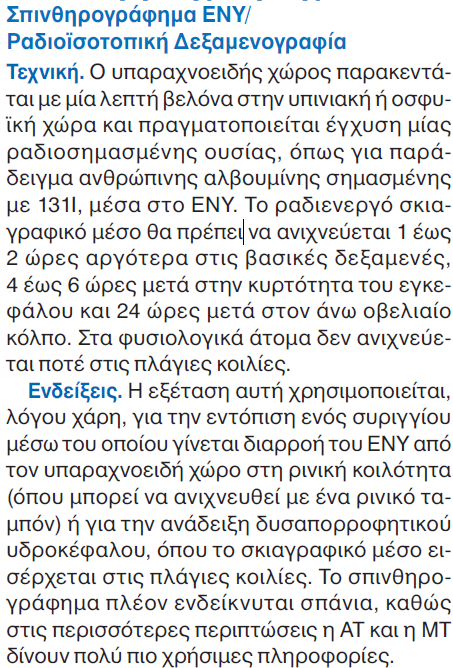 Σπινθηρογράφημα ΕΝΥ/
Ραδιοϊσοτοπική Δεξαμενογραφία
Τεχνική. Ο υπαραχνοειδής χώρος παρακεντά-
ται με μία λεπτή βελόνα στην υπινιακή ή οσφυ-
ϊκή χώρα και πραγματοποιείται έγχυση μίας
ραδιοσημασμένης ουσίας, όπως για παρά-
δειγμα ανθρώπινης αλβουμίνης σημασμένης
με 131Ι, μέσα στο ΕΝΥ. Το ραδιενεργό σκια-
γραφικό μέσο θα πρέπει να ανιχνεύεται 1 έως
2 ώρες αργότερα στις βασικές δεξαμενές,
4 έως 6 ώρες μετά στην κυρτότητα του εγκε-
φάλου και 24 ώρες μετά στον άνω οβελιαίο
κόλπο. Στα φυσιολογικά άτομα δεν ανιχνεύε-
ται ποτέ στις πλάγιες κοιλίες.
Ενδείξεις. Η εξέταση αυτή χρησιμοποιείται,
λόγου χάρη, για την εντόπιση ενός συριγγίου
μέσω του οποίου γίνεται διαρροή του ΕΝΥ από
τον υπαραχνοειδή χώρο στη ρινική κοιλότητα
(όπου μπορεί να ανιχνευθεί με ένα ρινικό τα-
μπόν) ή για την ανάδειξη δυσαπορροφητικού
υδροκέφαλου, όπου το σκιαγραφικό μέσο ει-
σέρχεται στις πλάγιες κοιλίες. Το σπινθηρο-
γράφημα πλέον ενδείκνυται σπάνια, καθώς
στις περισσότερες περιπτώσεις η ΑΤ και η ΜΤ
δίνουν πολύ πιο χρήσιμες πληροφορίες.